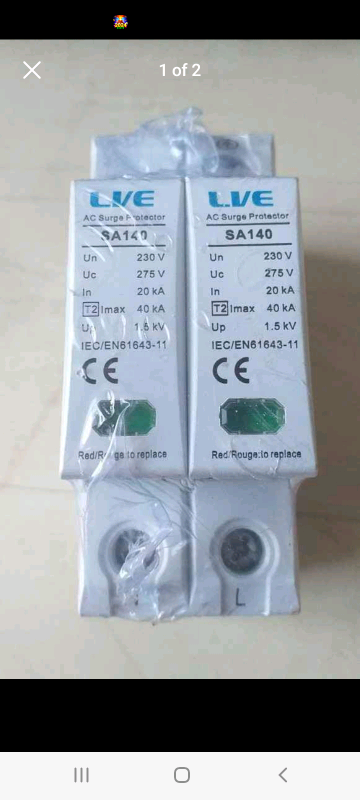 1 of 2
LVE
AC Surge Protector
SA140
Un 230 V
Uc 275 V
In 20 kA
T2 Imax 40 kA
Up 1.5 kV
IEC/EN61643-11
CE
Red/Rouge:to replace
LVE
AC Surge Protector
SA140
Un 230 V
Uc 275 V
In 20 kA
T2 Imax 40 kA
Up 1.5 kV
IEC/EN61643-11
CE
Red/Rouge:to replace
L